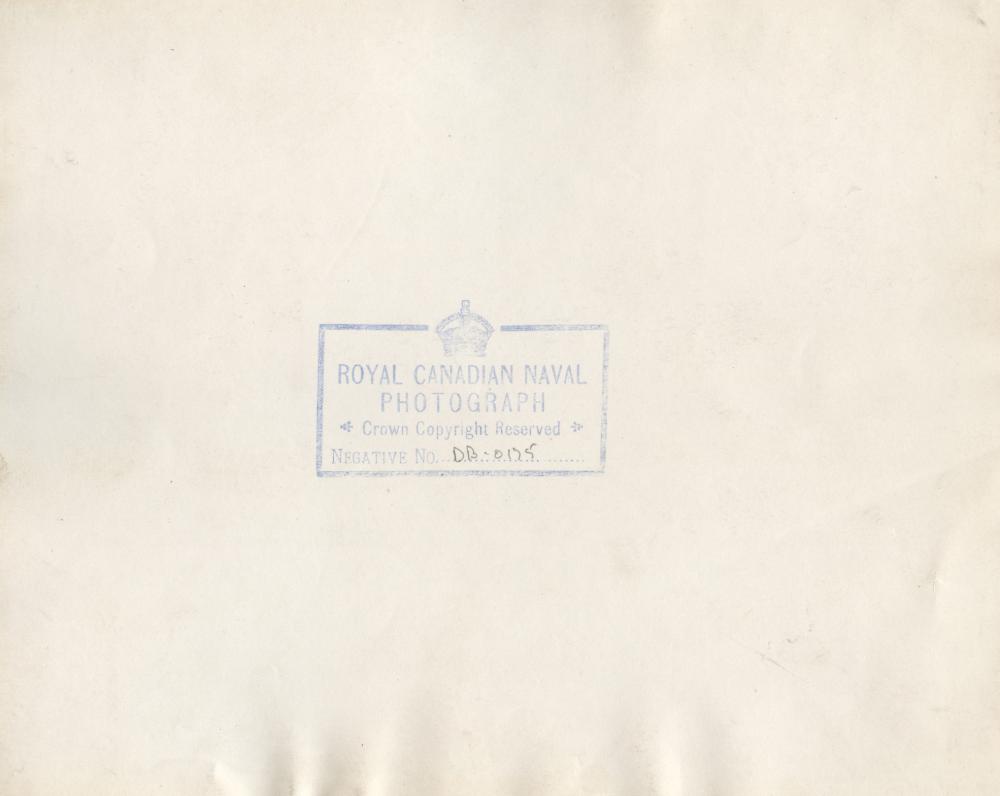 ROYAL CANADIAN NAVAL
PHOTOGRAPH
Crown Copyright Reserved
NEGATIVE No. DB-0125